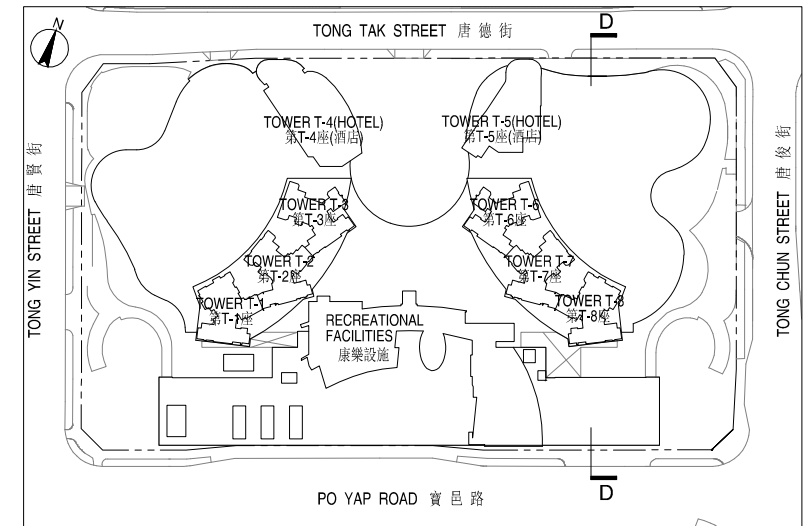 TONG TAK STREET 唐德街
D
N
TOWER T-4(HOTEL)
第T-4座(酒店)
TOWER T-5(HOTEL)
第T-5座(酒店)
TONG YIN STREET 唐賢街
TONG CHUN STREET 唐俊街
TOWER T-3
第T-3座
TOWER T-6
第T-6座
TOWER T-2
第T-2座
TOWER T-7
第T-7座
TOWER T-1
第T-1座
TOWER T-8
第T-8座
RECREATIONAL
FACILITIES
康樂設施
PO YAP ROAD 寶邑路
D